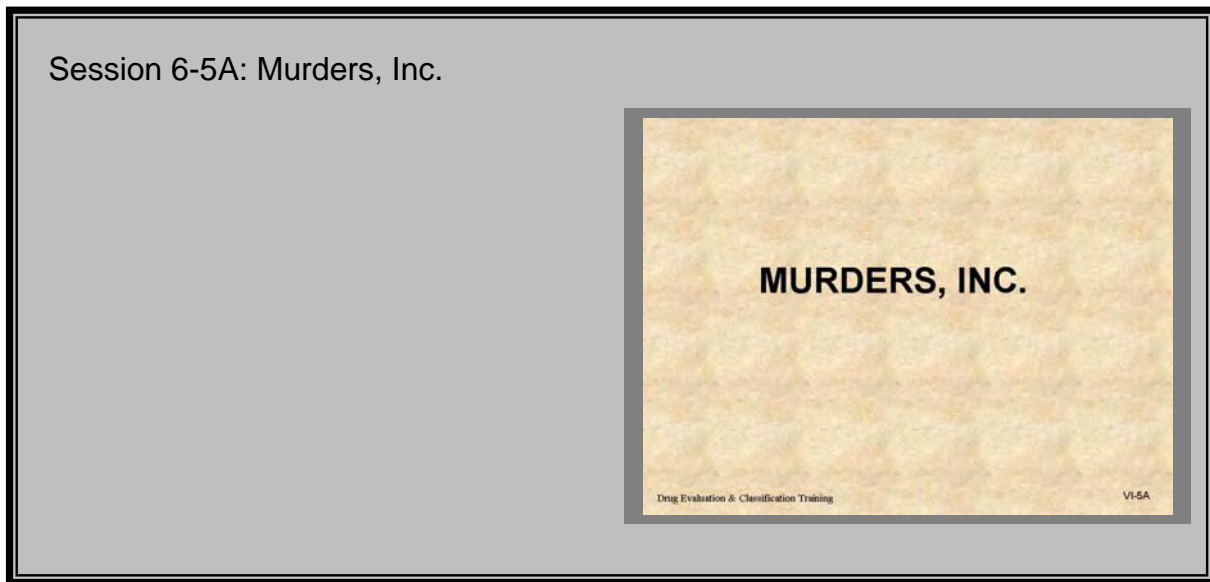 Session 6-5A: Murders, Inc.
MURDERS, INC.
Drug Evaluation & Classification Training
VI-5A